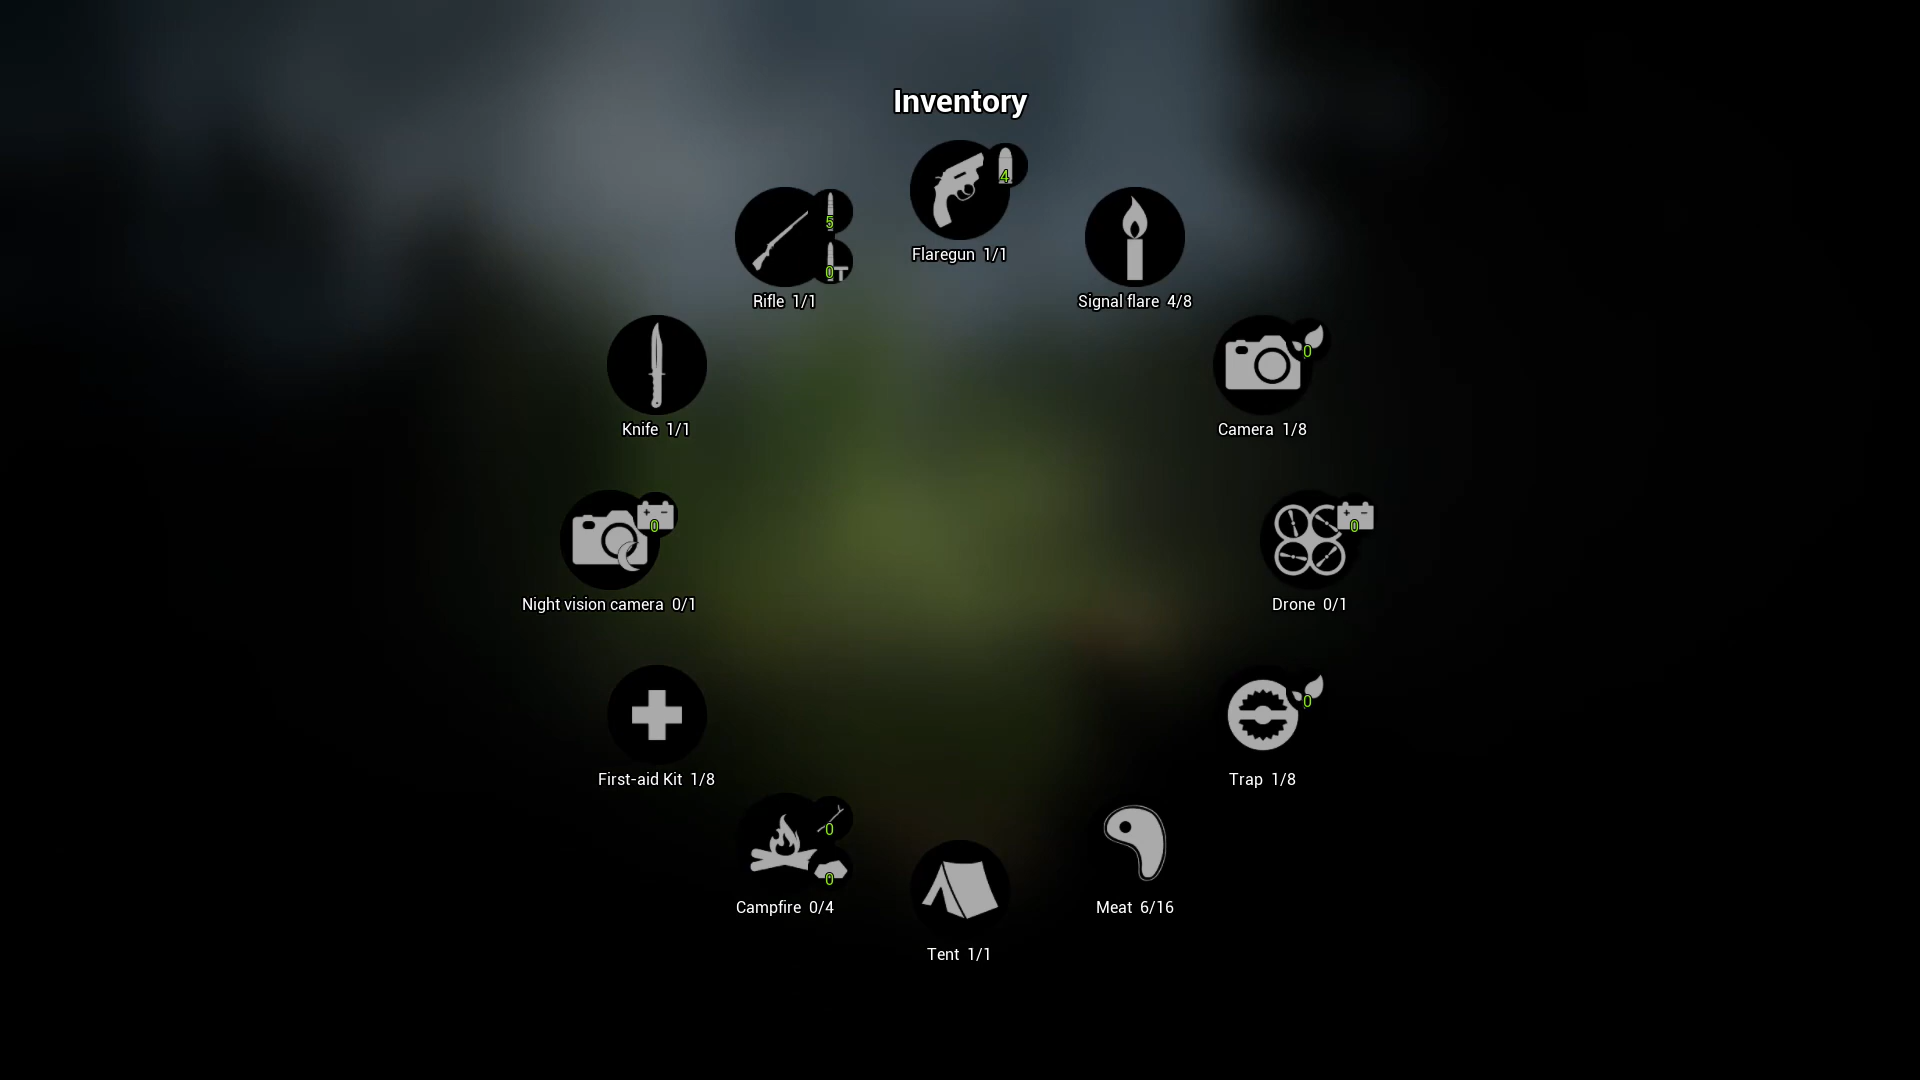 Inventory
4
Flaregun 1/1
5
0
T
Rifle 1/1
Signal flare 4/8
Knife 1/1
0
Camera 1/8
0
Night vision camera 0/1
0
Drone 0/1
First-aid Kit 1/8
0
Trap 1/8
0
0
Campfire 0/4
Meat 6/16
Tent 1/1